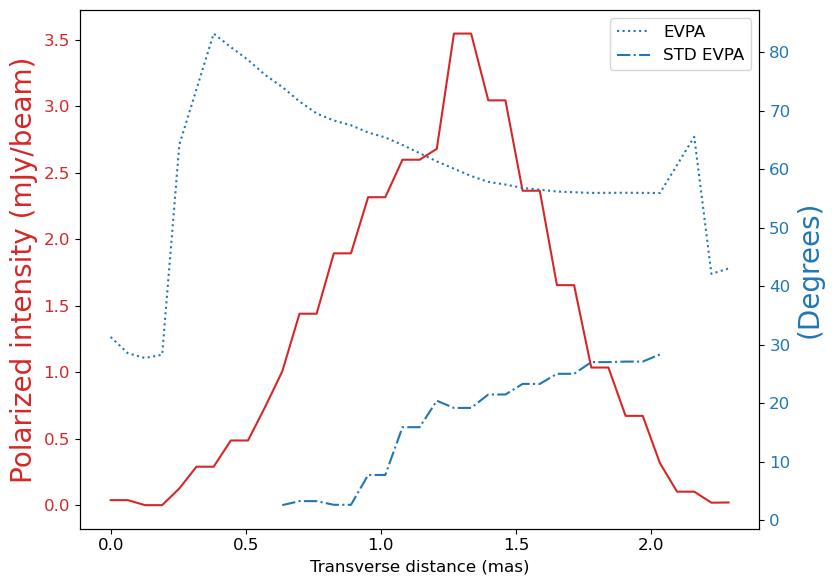 EVPA
STD EVPA
Polarized intensity (mJy/beam)
3.5
3.0
2.5
2.0
1.5
1.0
0.5
0.0
80
70
60
50
40
30
20
10
0
(Degrees)
0.0 0.5 1.0 1.5 2.0
Transverse distance (mas)